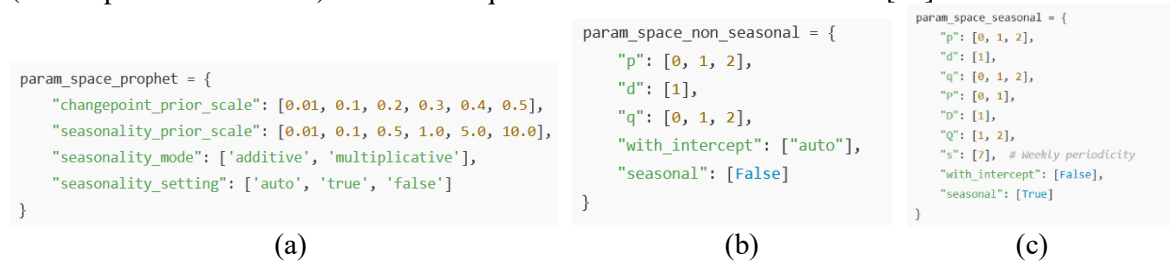 param_space_prophet = {
    "changepoint_prior_scale": [0.01, 0.1, 0.2, 0.3, 0.4, 0.5],
    "seasonality_prior_scale": [0.01, 0.1, 0.5, 1.0, 5.0, 10.0],
    "seasonality_mode": ['additive', 'multiplicative'],
    "seasonality_setting": ['auto', 'true', 'false']
}
(a)
param_space_non_seasonal = {
    "p": [0, 1, 2],
    "d": [1],
    "q": [0, 1, 2],
    "with_intercept": ["auto"],
    "seasonal": [False]
}
(b)
param_space_seasonal = {
    "p": [0, 1, 2],
    "d": [1],
    "q": [0, 1, 2],
    "P": [0, 1],
    "D": [1],
    "Q": [1, 2],
    "s": [7],  # Weekly periodicity
    "with_intercept": [False],
    "seasonal": [True]
}
(c)